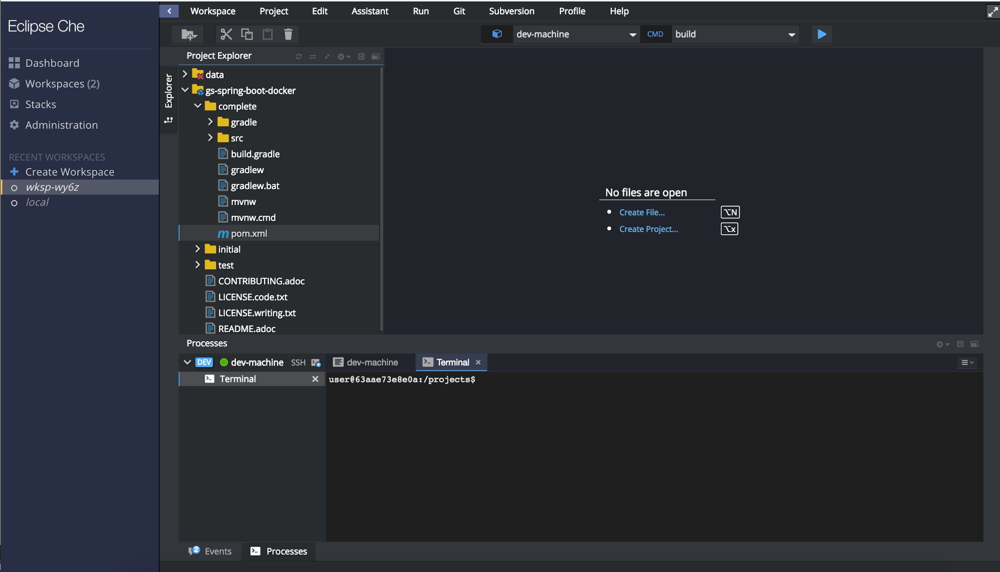 Eclipse Che
Dashboard
Workspaces (2)
Stacks
Administration
RECENT WORKSPACES
Create Workspace
wksp-wy6z
local
Workspace Project Edit Assistant Run Git Subversion Profile Help
dev-machine CMD build
Explorer
Project Explorer
data
gs-spring-boot-docker
complete
gradle
src
build.gradle
gradlew
gradlew.bat
mvnw
mvnw.cmd
m pom.xml
initial
test
CONTRIBUTING.adoc
LICENSE.code.txt
LICENSE.writing.txt
README.adoc
No files are open
Create File... ⌥N
Create Project... ⌥x
Processes
DEV dev-machine SSH
Terminal
dev-machine Terminal
user@63aae73e8e0a:/projects$
2 Events Processes